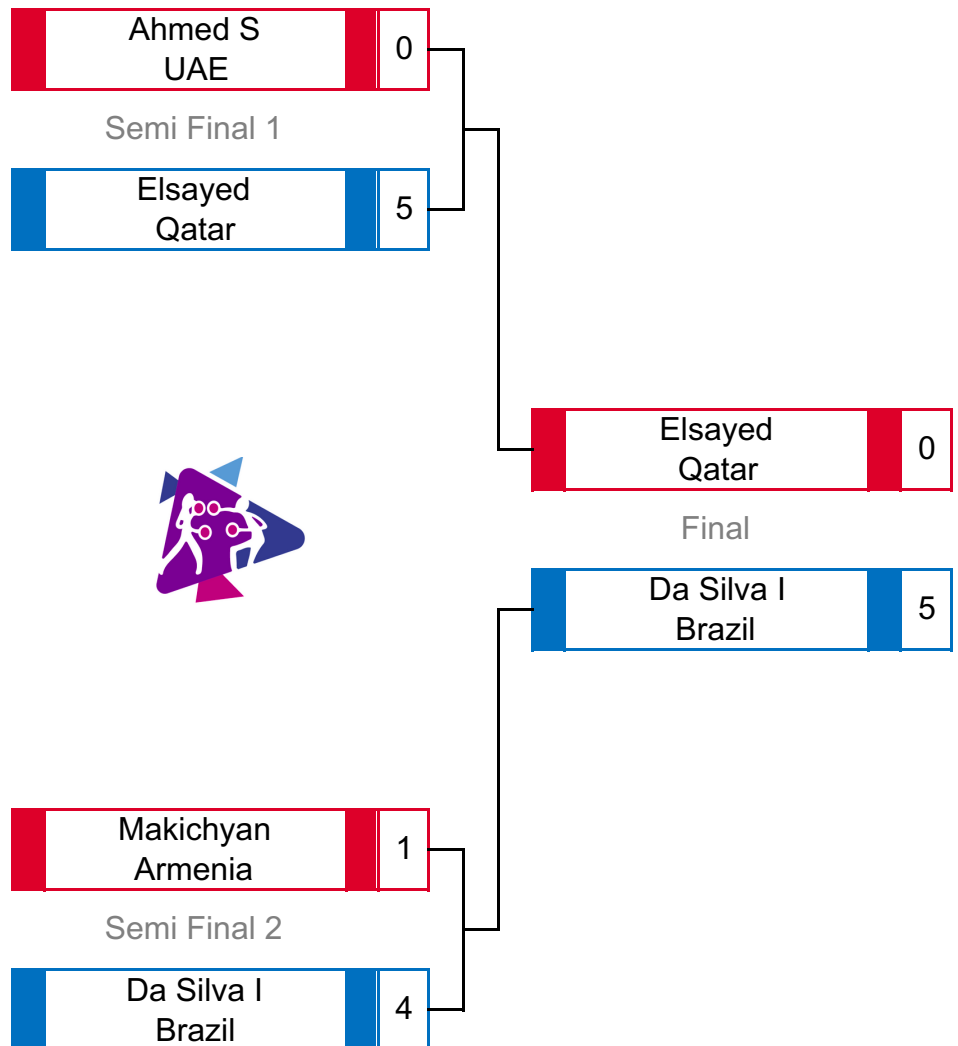 Ahmed S
UAE
0
Semi Final 1
Elsayed
Qatar
5
Elsayed
Qatar
0
Final
Da Silva I
Brazil
5
Makichyan
Armenia
1
Semi Final 2
Da Silva I
Brazil
4